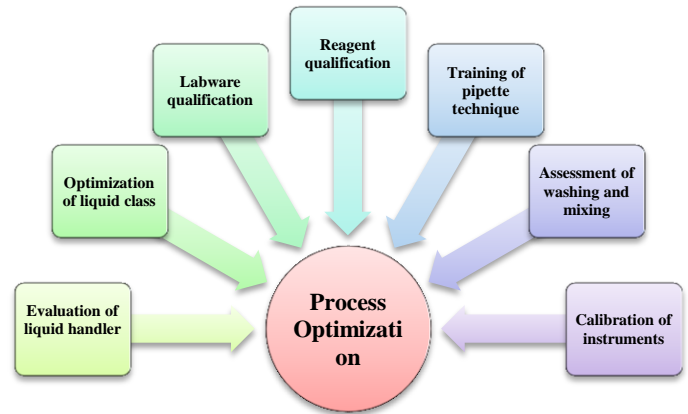 Evaluation of
liquid handler
Optimization
of liquid class
Labware
qualification
Reagent
qualification
Training of
pipette
technique
Assessment of
washing and
mixing
Calibration of
instruments
Process
Optimizati
on